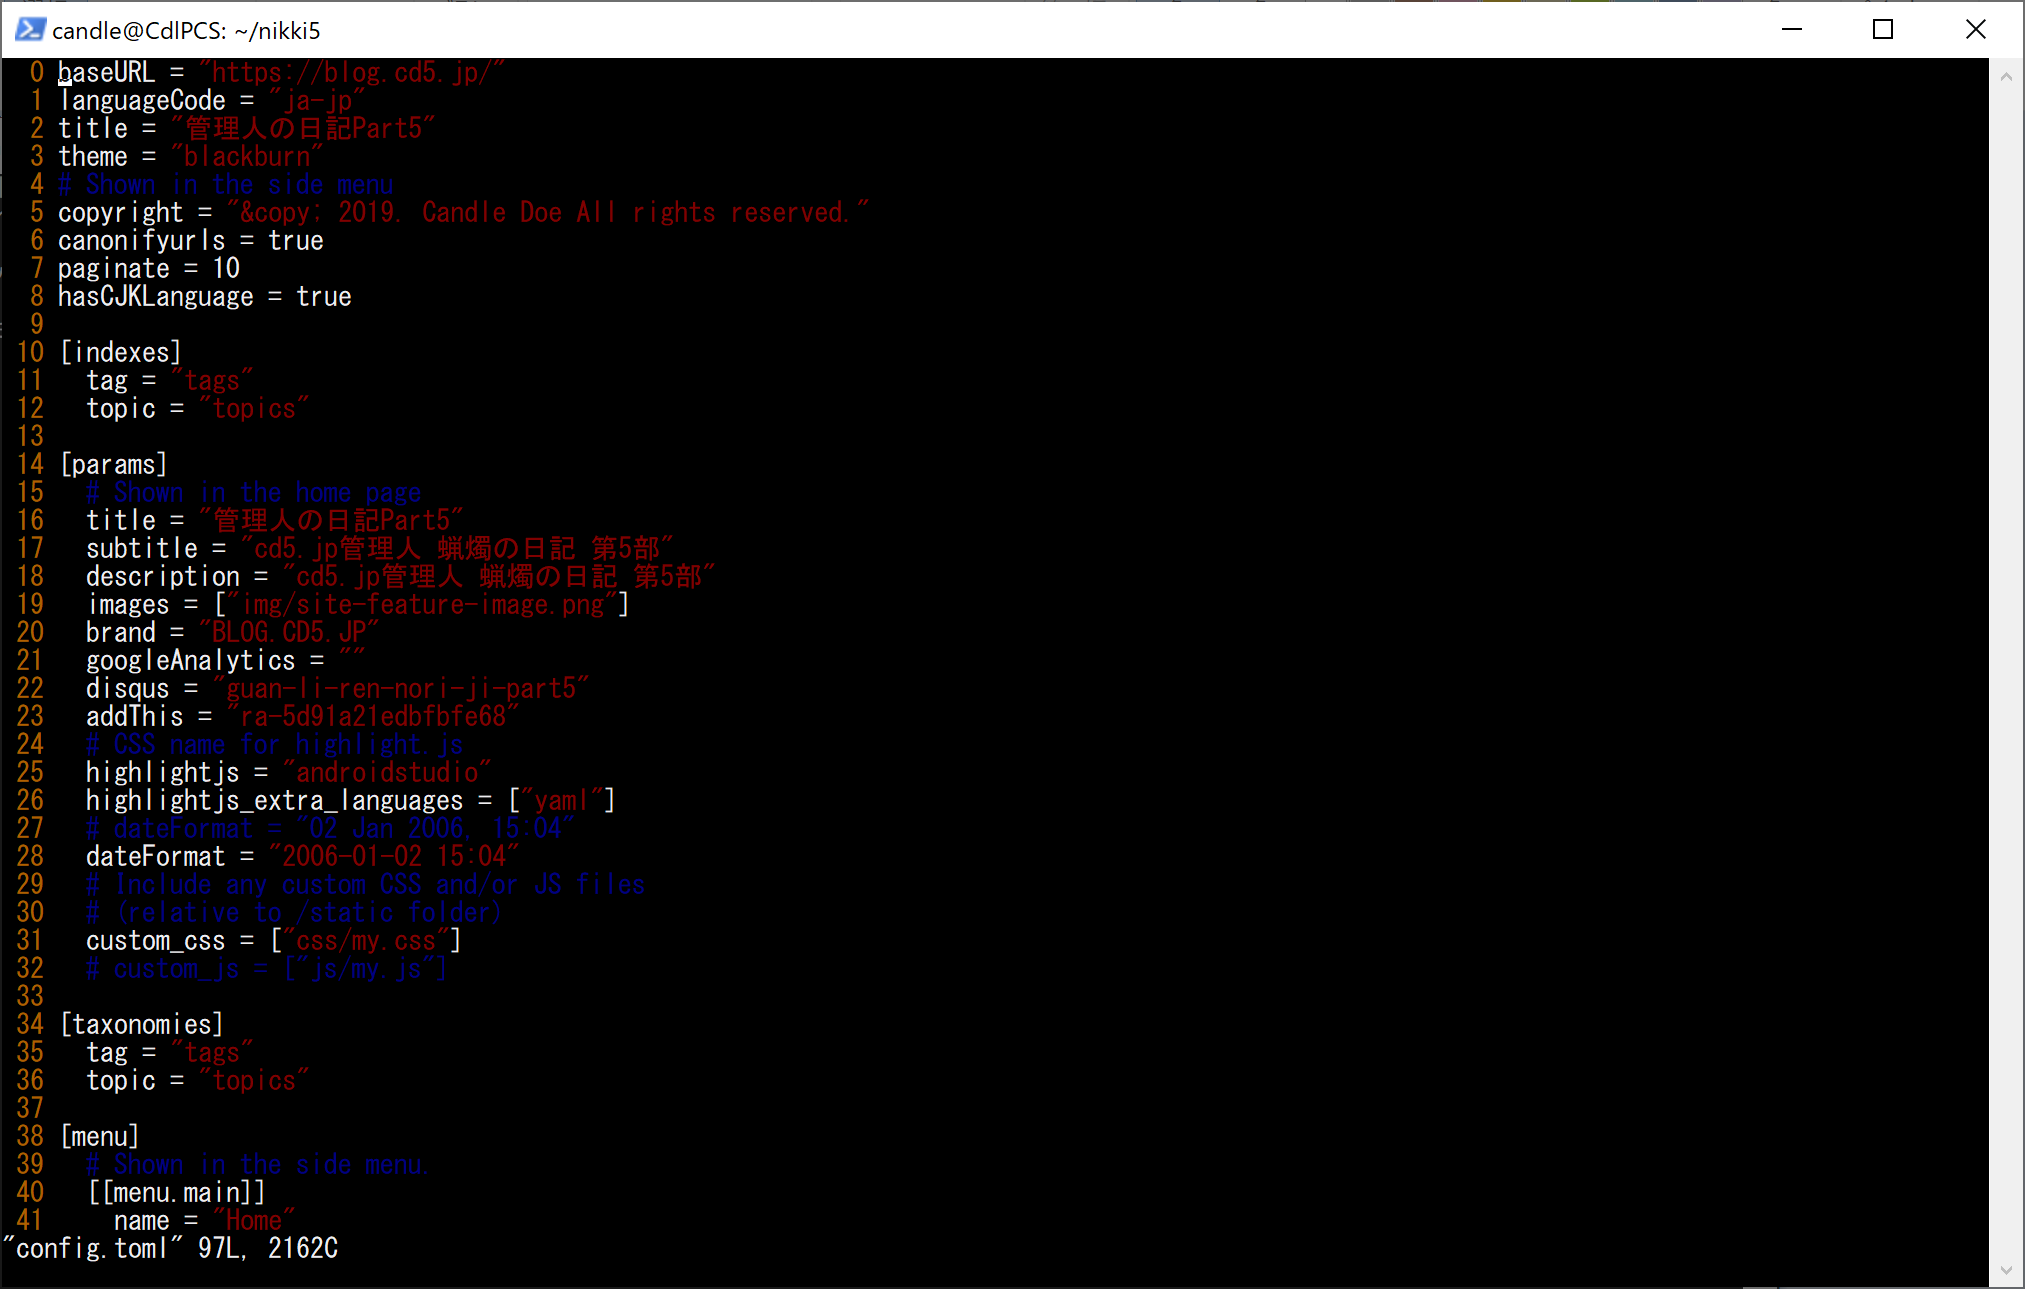 candle@CdlPCS: ~/nikki5
0 baseURL = "https://blog.cd5.jp/"
1 languageCode = "ja-jp"
2 title = "管理人の日記Part5"
3 theme = "blackburn"
4 # Shown in the side menu
5 copyright = "&copy; 2019. Candle Doe All rights reserved."
6 canonifyurls = true
7 paginate = 10
8 hasCJKLanguage = true
9
10 [indexes]
11   tag = "tags"
12   topic = "topics"
13
14 [params]
15   # Shown in the home page
16   title = "管理人の日記Part5"
17   subtitle = "cd5.jp管理人 蝋燭の日記 第5部"
18   description = "cd5.jp管理人 蝋燭の日記 第5部"
19   images = ["img/site-feature-image.png"]
20   brand = "BLOG.CD5.JP"
21   googleAnalytics = ""
22   disqus = "guan-li-ren-nori-ji-part5"
23   addThis = "ra-5d91a21edbfbfe68"
24   # CSS name for highlight.js
25   highlightjs = "androidstudio"
26   highlightjs_extra_languages = ["yaml"]
27   # dateFormat = "02 Jan 2006, 15:04"
28   dateFormat = "2006-01-02 15:04"
29   # Include any custom CSS and/or JS files
30   # (relative to /static folder)
31   custom_css = ["css/my.css"]
32   # custom_js = ["js/my.js"]
33
34 [taxonomies]
35   tag = "tags"
36   topic = "topics"
37
38 [menu]
39   # Shown in the side menu.
40   [[menu.main]]
41     name = "Home"
"config.toml" 97L, 2162C